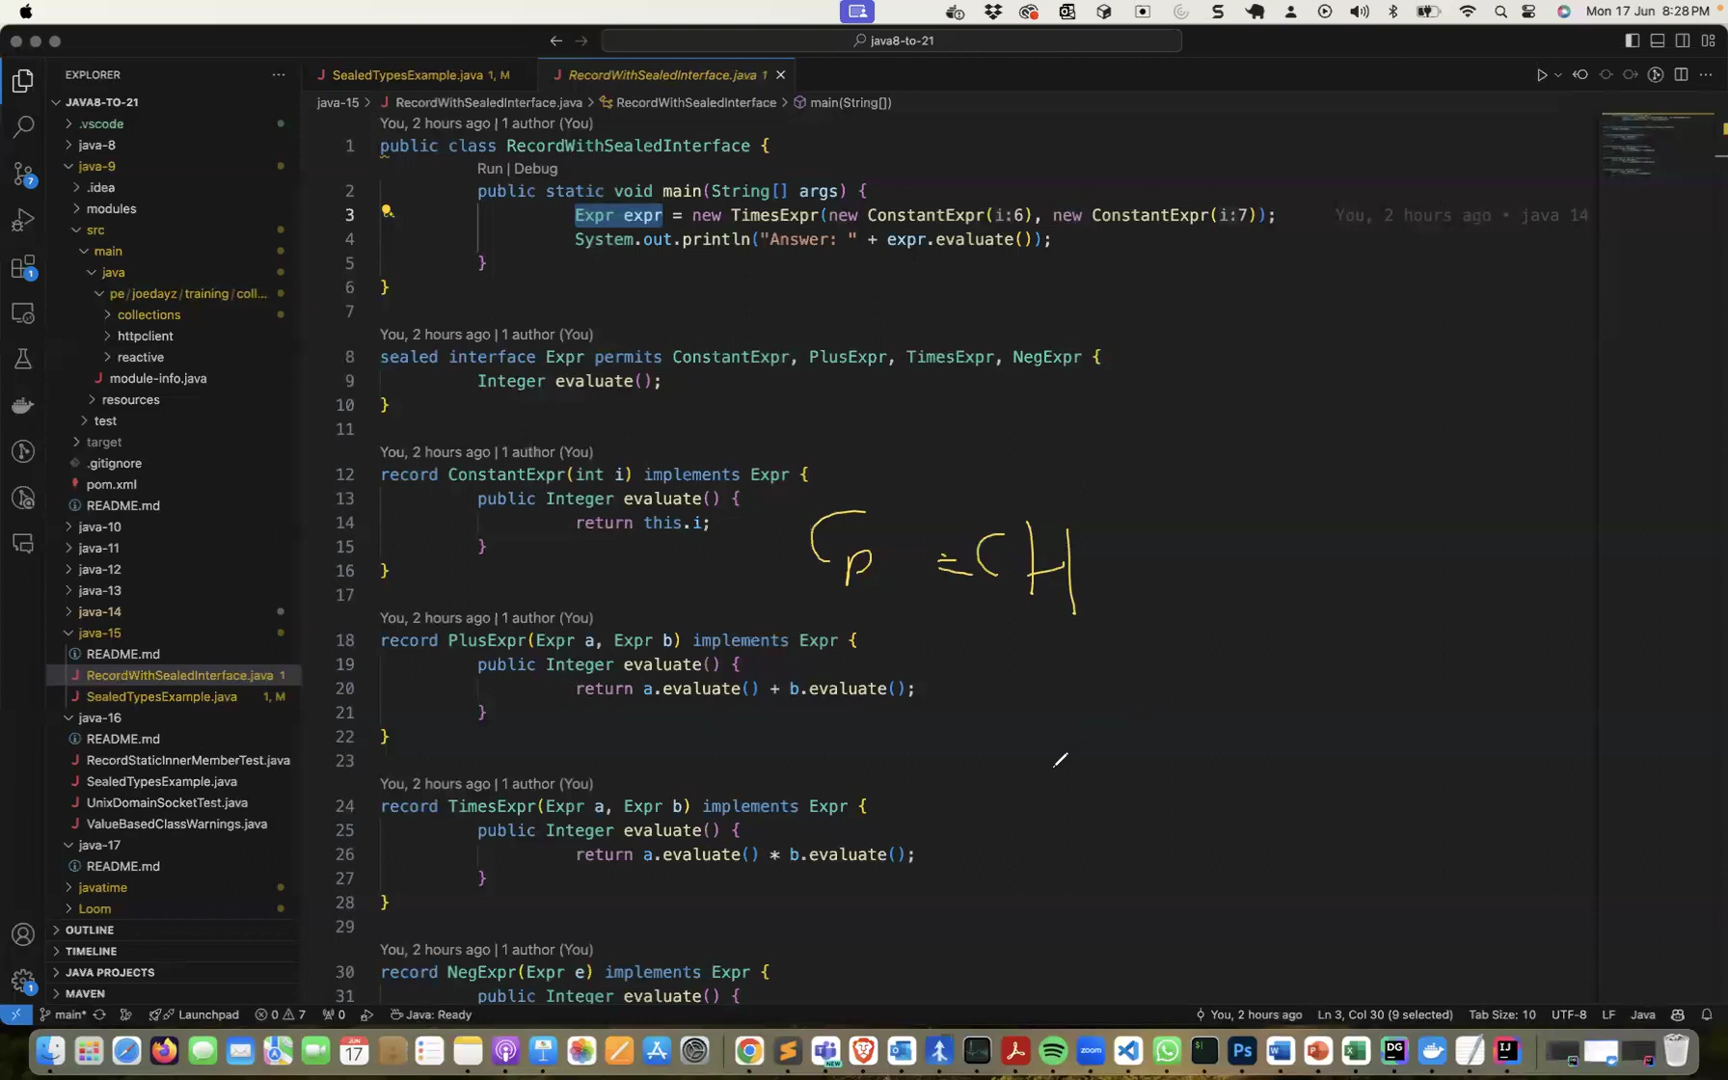 Mon 17 Jun 8:28 PM
java8-to-21
EXPLORER
SealedTypesExample.java 1, M
RecordWithSealedInterface.java 1
JAVA8-TO-21
java-15 > RecordWithSealedInterface.java > RecordWithSealedInterface > main(String[])
.vscode
java-8
java-9
.idea
modules
src
main
java
pe/joedayz/training/coll...
collections
httpclient
reactive
module-info.java
resources
test
target
.gitignore
pom.xml
README.md
java-10
java-11
java-12
java-13
java-14
java-15
README.md
RecordWithSealedInterface.java 1
SealedTypesExample.java 1, M
java-16
README.md
RecordStaticInnerMemberTest.java
SealedTypesExample.java
UnixDomainSocketTest.java
ValueBasedClassWarnings.java
java-17
README.md
javatime
Loom
OUTLINE
TIMELINE
JAVA PROJECTS
MAVEN
7
1
1
You, 2 hours ago | 1 author (You)
1 public class RecordWithSealedInterface {
Run | Debug
2 public static void main(String[] args) {
3 Expr expr = new TimesExpr(new ConstantExpr(i:6), new ConstantExpr(i:7)); You, 2 hours ago • java 14
4 System.out.println("Answer: " + expr.evaluate());
5 }
6 }
7
You, 2 hours ago | 1 author (You)
8 sealed interface Expr permits ConstantExpr, PlusExpr, TimesExpr, NegExpr {
9 Integer evaluate();
10 }
11
You, 2 hours ago | 1 author (You)
12 record ConstantExpr(int i) implements Expr {
13 public Integer evaluate() {
14 return this.i;
15 }
16 }
17
You, 2 hours ago | 1 author (You)
18 record PlusExpr(Expr a, Expr b) implements Expr {
19 public Integer evaluate() {
20 return a.evaluate() + b.evaluate();
21 }
22 }
23
You, 2 hours ago | 1 author (You)
24 record TimesExpr(Expr a, Expr b) implements Expr {
25 public Integer evaluate() {
26 return a.evaluate() * b.evaluate();
27 }
28 }
29
You, 2 hours ago | 1 author (You)
30 record NegExpr(Expr e) implements Expr {
31 public Integer evaluate() {
Cp = CH
main* Launchpad 0 7 0 Java: Ready You, 2 hours ago Ln 3, Col 30 (9 selected) Tab Size: 10 UTF-8 LF Java
JUN
17
NEW
zoom
DG
IJ